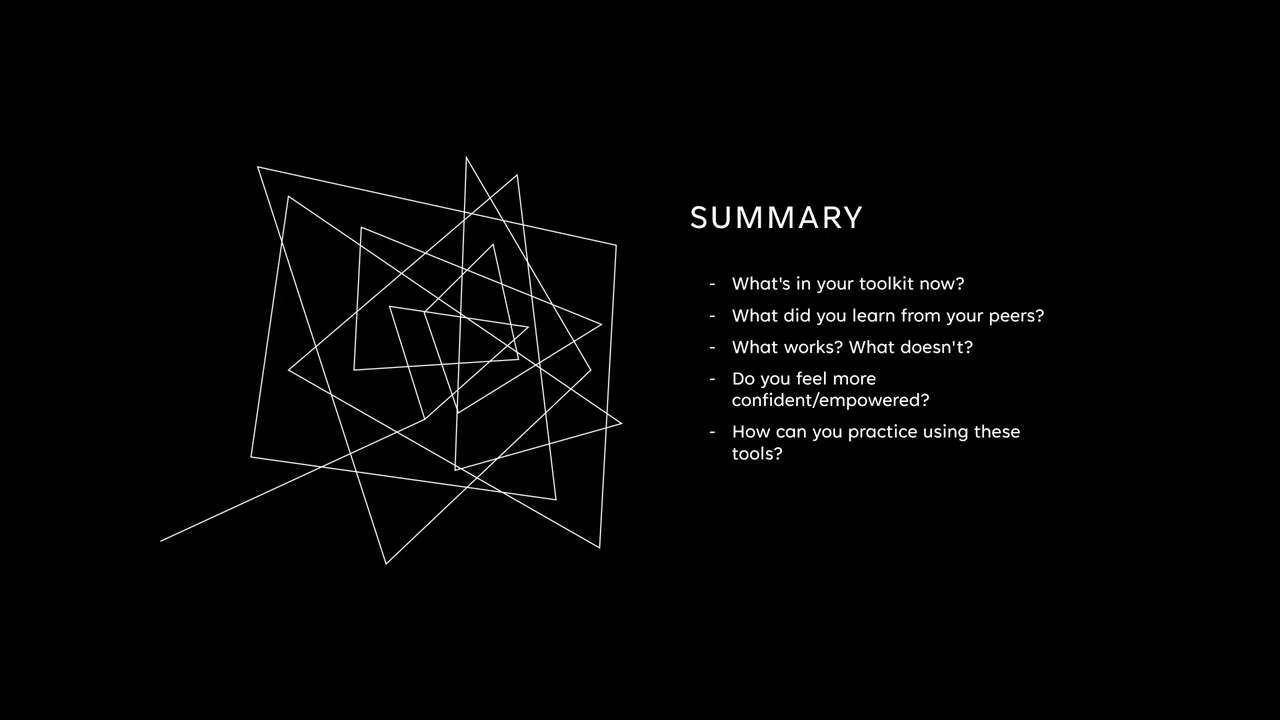 SUMMARY
- What's in your toolkit now?
- What did you learn from your peers?
- What works? What doesn't?
- Do you feel more
confident/empowered?
- How can you practice using these
tools?